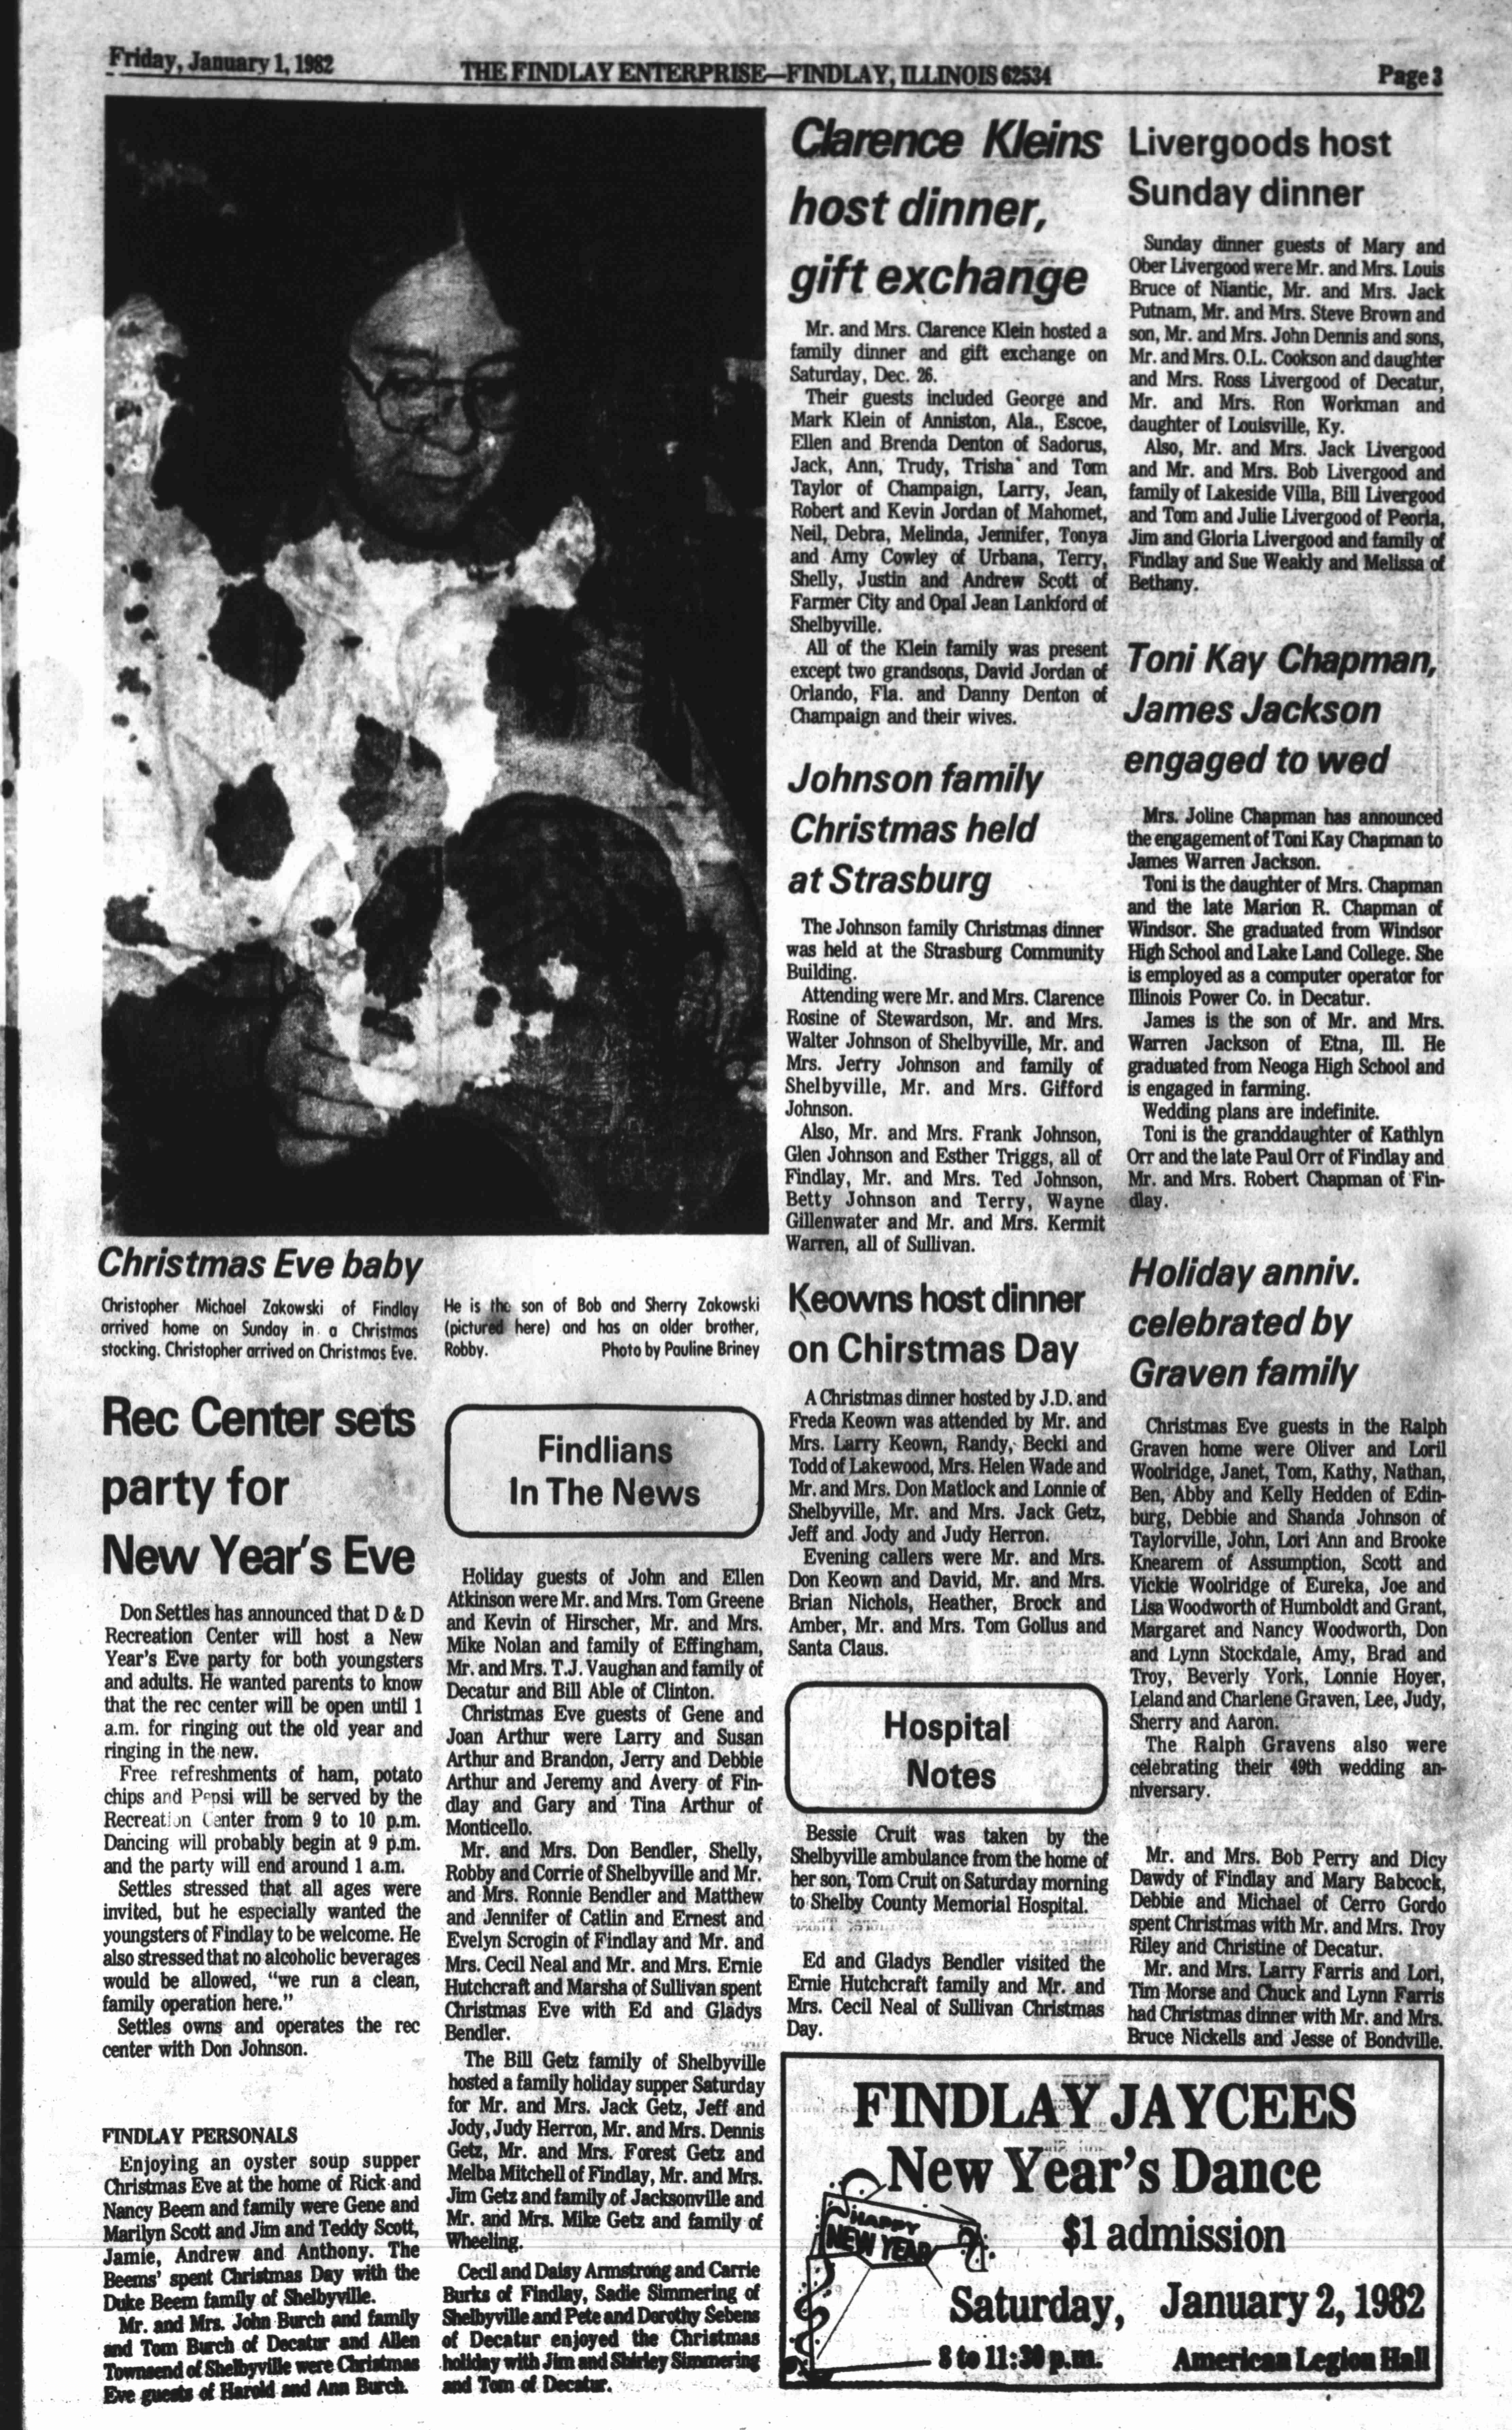 Friday, January 1, 1982
THE FINDLAY ENTERPRISE—FINDLAY, ILLINOIS 62534
Page 3
Christmas Eve baby
Christopher Michael Zakowski of Findlay
arrived home on Sunday in a Christmas
stocking. Christopher arrived on Christmas Eve.
He is the son of Bob and Sherry Zakowski
(pictured here) and has an older brother,
Robby. Photo by Pauline Briney
Rec Center sets
party for
New Year's Eve
Don Settles has announced that D & D
Recreation Center will host a New
Year's Eve party for both youngsters
and adults. He wanted parents to know
that the rec center will be open until 1
a.m. for ringing out the old year and
ringing in the new.
Free refreshments of ham, potato
chips and Pepsi will be served by the
Recreation Center from 9 to 10 p.m.
Dancing will probably begin at 9 p.m.
and the party will end around 1 a.m.
Settles stressed that all ages were
invited, but he especially wanted the
youngsters of Findlay to be welcome. He
also stressed that no alcoholic beverages
would be allowed, "we run a clean,
family operation here."
Settles owns and operates the rec
center with Don Johnson.
FINDLAY PERSONALS
Enjoying an oyster soup supper
Christmas Eve at the home of Rick and
Nancy Beem and family were Gene and
Marilyn Scott and Jim and Teddy Scott,
Jamie, Andrew and Anthony. The
Beems' spent Christmas Day with the
Duke Beem family of Shelbyville.
Mr. and Mrs. John Burch and family
and Tom Burch of Decatur and Allen
Townsend of Shelbyville were Christmas
Eve guests of Harold and Ann Burch.
Findlians
In The News
Holiday guests of John and Ellen
Atkinson were Mr. and Mrs. Tom Greene
and Kevin of Hirscher, Mr. and Mrs.
Mike Nolan and family of Effingham,
Mr. and Mrs. T.J. Vaughan and family of
Decatur and Bill Able of Clinton.
Christmas Eve guests of Gene and
Joan Arthur were Larry and Susan
Arthur and Brandon, Jerry and Debbie
Arthur and Jeremy and Avery of Fin-
dlay and Gary and Tina Arthur of
Monticello.
Mr. and Mrs. Don Bendler, Shelly,
Robby and Corrie of Shelbyville and Mr.
and Mrs. Ronnie Bendler and Matthew
and Jennifer of Catlin and Ernest and
Evelyn Scrogin of Findlay and Mr. and
Mrs. Cecil Neal and Mr. and Mrs. Ernie
Hutchcraft and Marsha of Sullivan spent
Christmas Eve with Ed and Gladys
Bendler.
The Bill Getz family of Shelbyville
hosted a family holiday supper Saturday
for Mr. and Mrs. Jack Getz, Jeff and
Jody, Judy Herron, Mr. and Mrs. Dennis
Getz, Mr. and Mrs. Forest Getz and
Melba Mitchell of Findlay, Mr. and Mrs.
Jim Getz and family of Jacksonville and
Mr. and Mrs. Mike Getz and family of
Wheeling.
Cecil and Daisy Armstrong and Carrie
Burks of Findlay, Sadie Simmering of
Shelbyville and Pete and Dorothy Sebens
of Decatur enjoyed the Christmas
holiday with Jim and Shirley Simmering
and Tom of Decatur.
Clarence Kleins
host dinner,
gift exchange
Mr. and Mrs. Clarence Klein hosted a
family dinner and gift exchange on
Saturday, Dec. 26.
Their guests included George and
Mark Klein of Anniston, Ala., Escoe,
Ellen and Brenda Denton of Sadorus,
Jack, Ann, Trudy, Trisha and Tom
Taylor of Champaign, Larry, Jean,
Robert and Kevin Jordan of Mahomet,
Neil, Debra, Melinda, Jennifer, Tonya
and Amy Cowley of Urbana, Terry,
Shelly, Justin and Andrew Scott of
Farmer City and Opal Jean Lankford of
Shelbyville.
All of the Klein family was present
except two grandsons, David Jordan of
Orlando, Fla. and Danny Denton of
Champaign and their wives.
Johnson family
Christmas held
at Strasburg
The Johnson family Christmas dinner
was held at the Strasburg Community
Building.
Attending were Mr. and Mrs. Clarence
Rosine of Stewardson, Mr. and Mrs.
Walter Johnson of Shelbyville, Mr. and
Mrs. Jerry Johnson and family of
Shelbyville, Mr. and Mrs. Gifford
Johnson.
Also, Mr. and Mrs. Frank Johnson,
Glen Johnson and Esther Triggs, all of
Findlay, Mr. and Mrs. Ted Johnson,
Betty Johnson and Terry, Wayne
Gillenwater and Mr. and Mrs. Kermit
Warren, all of Sullivan.
Keowns host dinner
on Chirstmas Day
A Christmas dinner hosted by J.D. and
Freda Keown was attended by Mr. and
Mrs. Larry Keown, Randy, Becki and
Todd of Lakewood, Mrs. Helen Wade and
Mr. and Mrs. Don Matlock and Lonnie of
Shelbyville, Mr. and Mrs. Jack Getz,
Jeff and Jody and Judy Herron.
Evening callers were Mr. and Mrs.
Don Keown and David, Mr. and Mrs.
Brian Nichols, Heather, Brock and
Amber, Mr. and Mrs. Tom Gollus and
Santa Claus.
Hospital
Notes
Bessie Cruit was taken by the
Shelbyville ambulance from the home of
her son, Tom Cruit on Saturday morning
to Shelby County Memorial Hospital.
Ed and Gladys Bendler visited the
Ernie Hutchcraft family and Mr. and
Mrs. Cecil Neal of Sullivan Christmas
Day.
Livergoods host
Sunday dinner
Sunday dinner guests of Mary and
Ober Livergood were Mr. and Mrs. Louis
Bruce of Niantic, Mr. and Mrs. Jack
Putnam, Mr. and Mrs. Steve Brown and
son, Mr. and Mrs. John Dennis and sons,
Mr. and Mrs. O.L. Cookson and daughter
and Mrs. Ross Livergood of Decatur,
Mr. and Mrs. Ron Workman and
daughter of Louisville, Ky.
Also, Mr. and Mrs. Jack Livergood
and Mr. and Mrs. Bob Livergood and
family of Lakeside Villa, Bill Livergood
and Tom and Julie Livergood of Peoria,
Jim and Gloria Livergood and family of
Findlay and Sue Weakly and Melissa of
Bethany.
Toni Kay Chapman,
James Jackson
engaged to wed
Mrs. Joline Chapman has announced
the engagement of Toni Kay Chapman to
James Warren Jackson.
Toni is the daughter of Mrs. Chapman
and the late Marion R. Chapman of
Windsor. She graduated from Windsor
High School and Lake Land College. She
is employed as a computer operator for
Illinois Power Co. in Decatur.
James is the son of Mr. and Mrs.
Warren Jackson of Etna, Ill. He
graduated from Neoga High School and
is engaged in farming.
Wedding plans are indefinite.
Toni is the granddaughter of Kathlyn
Orr and the late Paul Orr of Findlay and
Mr. and Mrs. Robert Chapman of Fin-
dlay.
Holiday anniv.
celebrated by
Graven family
Christmas Eve guests in the Ralph
Graven home were Oliver and Loril
Woolridge, Janet, Tom, Kathy, Nathan,
Ben, Abby and Kelly Hedden of Edin-
burg, Debbie and Shanda Johnson of
Taylorville, John, Lori Ann and Brooke
Knearem of Assumption, Scott and
Vickie Woolridge of Eureka, Joe and
Lisa Woodworth of Humboldt and Grant,
Margaret and Nancy Woodworth, Don
and Lynn Stockdale, Amy, Brad and
Troy, Beverly York, Lonnie Hoyer,
Leland and Charlene Graven, Lee, Judy,
Sherry and Aaron.
The Ralph Gravens also were
celebrating their 49th wedding an-
niversary.
Mr. and Mrs. Bob Perry and Dicy
Dawdy of Findlay and Mary Babcock,
Debbie and Michael of Cerro Gordo
spent Christmas with Mr. and Mrs. Troy
Riley and Christine of Decatur.
Mr. and Mrs. Larry Farris and Lori,
Tim Morse and Chuck and Lynn Farris
had Christmas dinner with Mr. and Mrs.
Bruce Nickells and Jesse of Bondville.
FINDLAY JAYCEES
New Year's Dance
HAPPY
NEW YEAR
$1 admission
Saturday, January 2, 1982
8 to 11:30 p.m. American Legion Hall